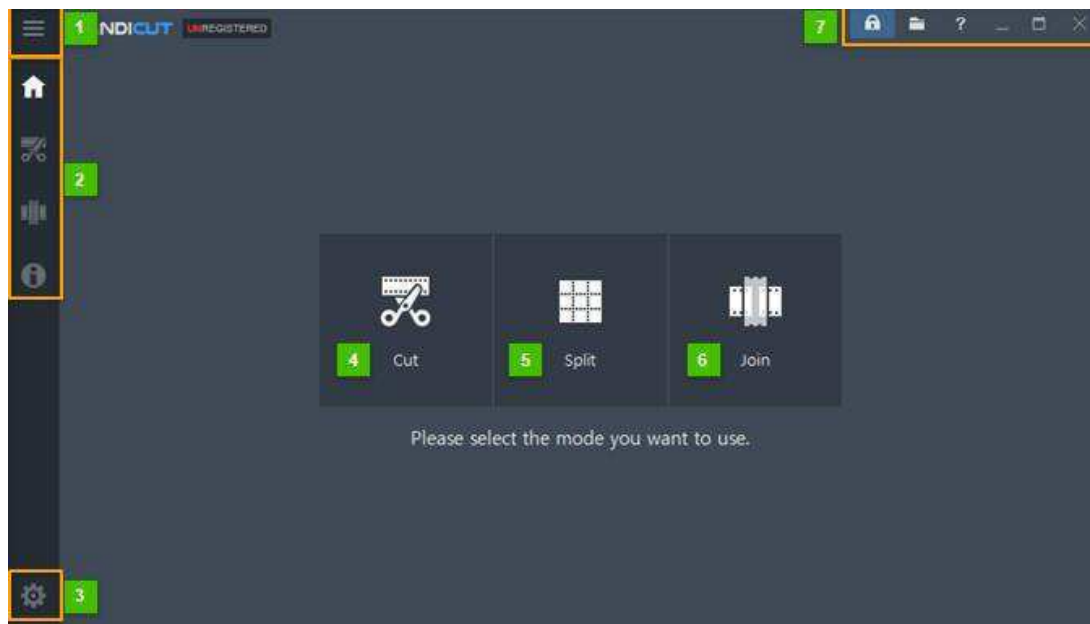 1 NDICUT UNREGISTERED 7 ?
2
4 Cut 5 Split 6 Join
Please select the mode you want to use.
3